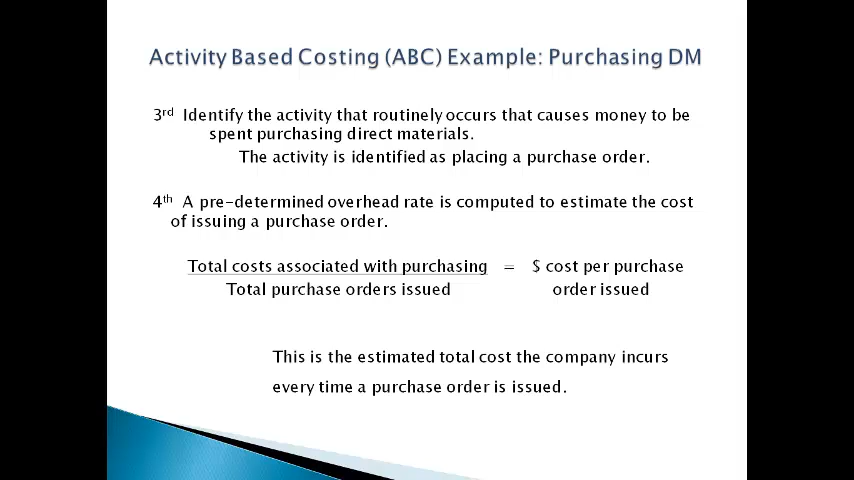 Activity Based Costing (ABC) Example: Purchasing DM
3rd Identify the activity that routinely occurs that causes money to be
spent purchasing direct materials.
The activity is identified as placing a purchase order.
4th A pre-determined overhead rate is computed to estimate the cost
of issuing a purchase order.
Total costs associated with purchasing = $ cost per purchase
Total purchase orders issued order issued
This is the estimated total cost the company incurs
every time a purchase order is issued.